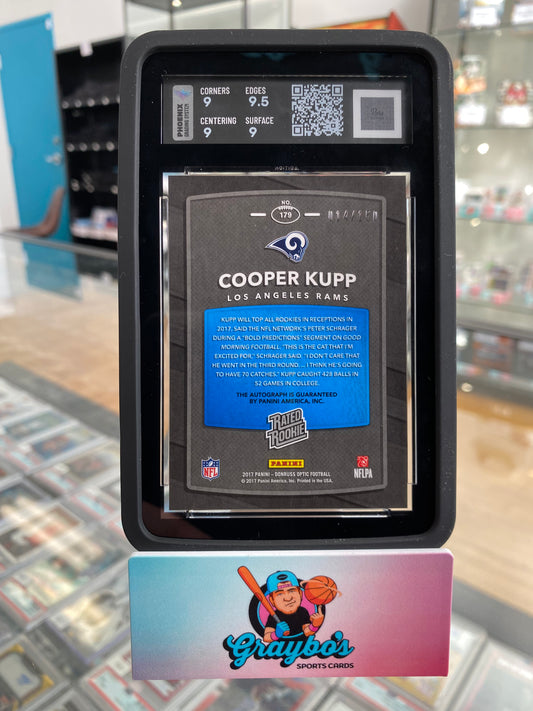 PHOENIX
GRADING SYSTEM
CORNERS EDGES
9 9.5
CENTERING SURFACE
9 9
NO.
179
COOPER KUPP
LOS ANGELES RAMS
KUPP WILL TOP ALL ROOKIES IN RECEPTIONS IN
2017, SAID THE NFL NETWORK'S PETER SCHRAGER
DURING A "BOLD PREDICTIONS" SEGMENT ON GOOD
MORNING FOOTBALL. "THIS IS THE CAT THAT I'M
EXCITED FOR," SCHRAGER SAID. "I DON'T CARE THAT
HE WENT IN THE THIRD ROUND. ... I THINK HE'S GOING
TO HAVE 70 CATCHES." KUPP CAUGHT 428 BALLS IN
52 GAMES IN COLLEGE.
THE AUTOGRAPH IS GUARANTEED
BY PANINI AMERICA, INC.
RATED
ROOKIE
NFL
PANINI
NFLPA
2017 PANINI – DONRUSS OPTIC FOOTBALL
© 2017 Panini America, Inc. Printed in the USA.
Graybo's
SPORTS CARDS